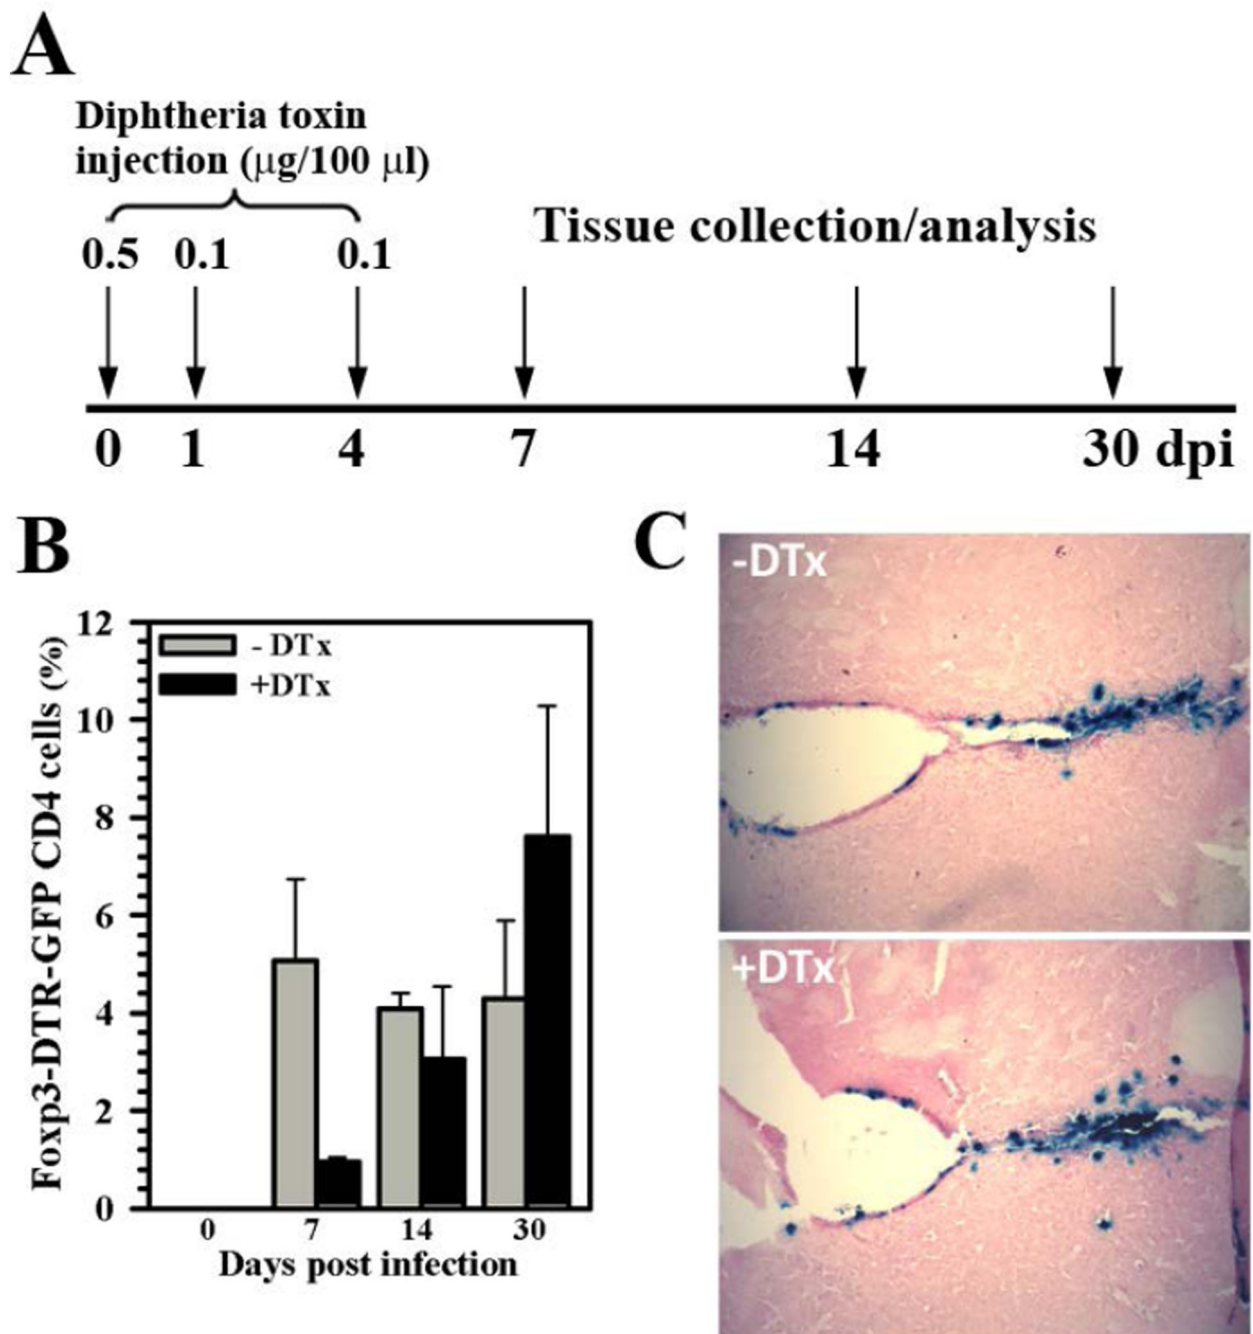 A
Diphtheria toxin
injection (μg/100 μl)
0.5 0.1 0.1
Tissue collection/analysis
0 1 4 7 14 30 dpi
B
Foxp3-DTR-GFP CD4 cells (%)
12
10
8
6
4
2
0
- DTx
+DTx
0 7 14 30
Days post infection
C
-DTx
+DTx